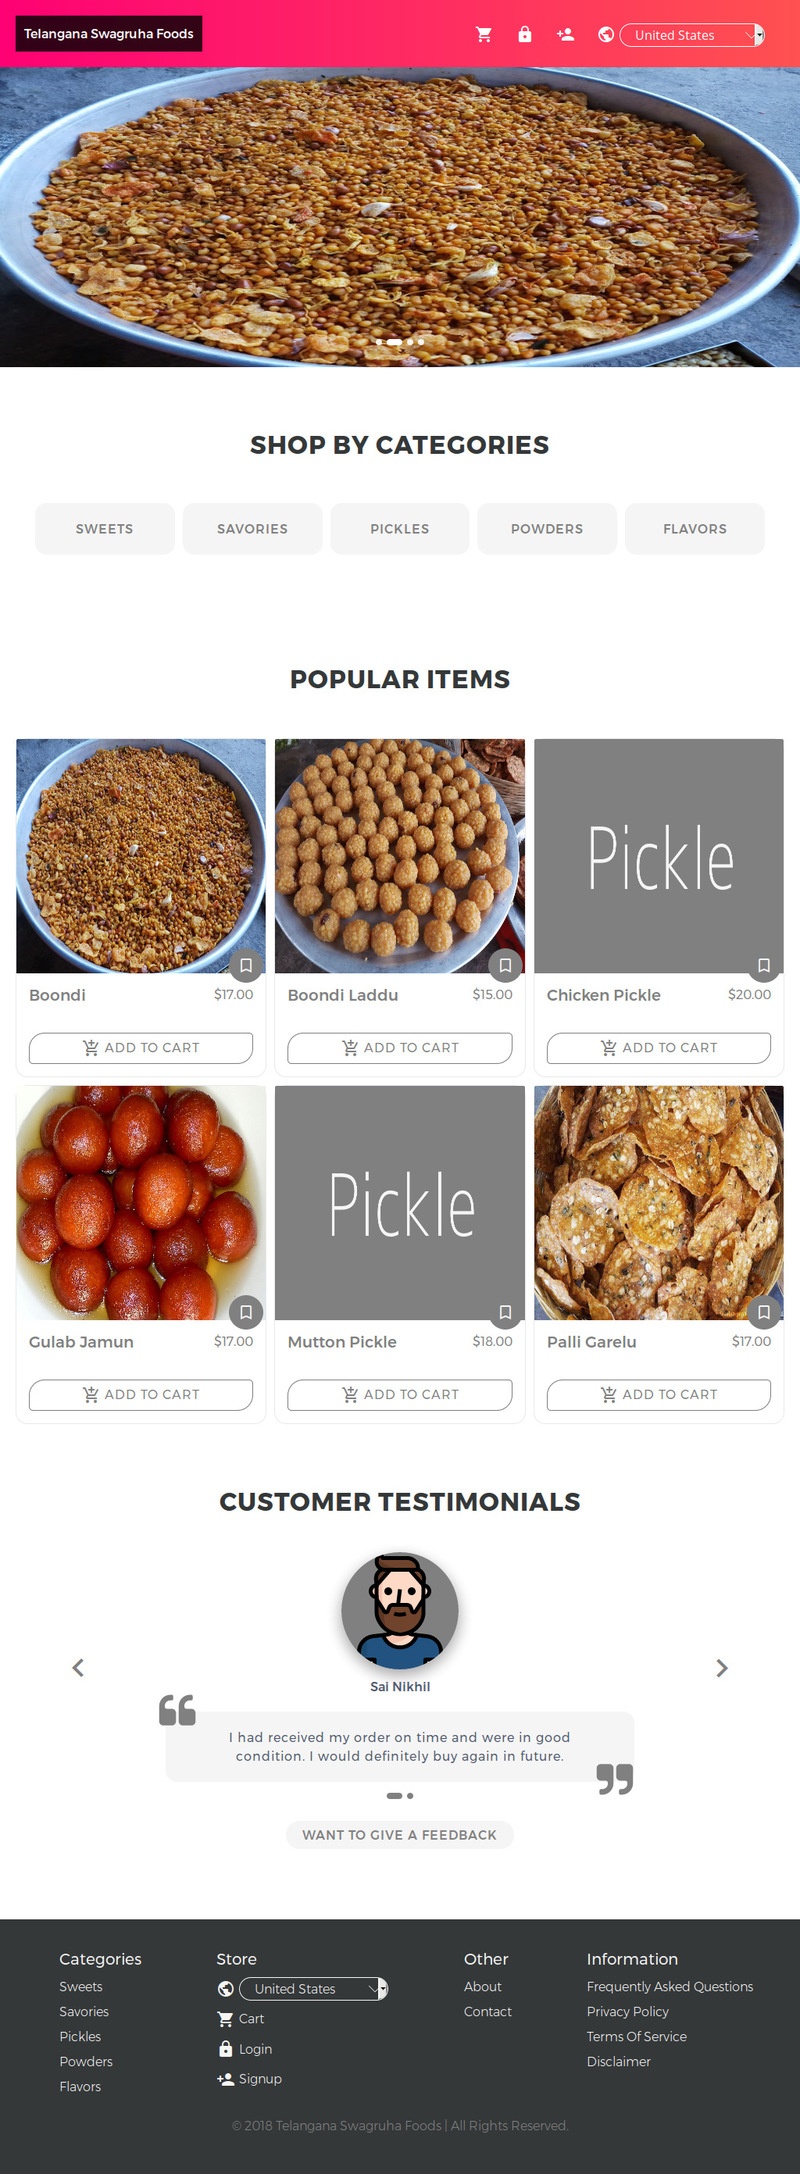 Telangana Swagruha Foods
United States
SHOP BY CATEGORIES
SWEETS
SAVORIES
PICKLES
POWDERS
FLAVORS
POPULAR ITEMS
Pickle
Boondi
$17.00
Boondi Laddu
$15.00
Chicken Pickle
$20.00
ADD TO CART
ADD TO CART
ADD TO CART
Pickle
Gulab Jamun
$17.00
Mutton Pickle
$18.00
Palli Garelu
$17.00
ADD TO CART
ADD TO CART
ADD TO CART
CUSTOMER TESTIMONIALS
Sai Nikhil
I had received my order on time and were in good
condition. I would definitely buy again in future.
WANT TO GIVE A FEEDBACK
Categories
Sweets
Savories
Pickles
Powders
Flavors
Store
United States
Cart
Login
Signup
Other
About
Contact
Information
Frequently Asked Questions
Privacy Policy
Terms Of Service
Disclaimer
© 2018 Telangana Swagruha Foods | All Rights Reserved.